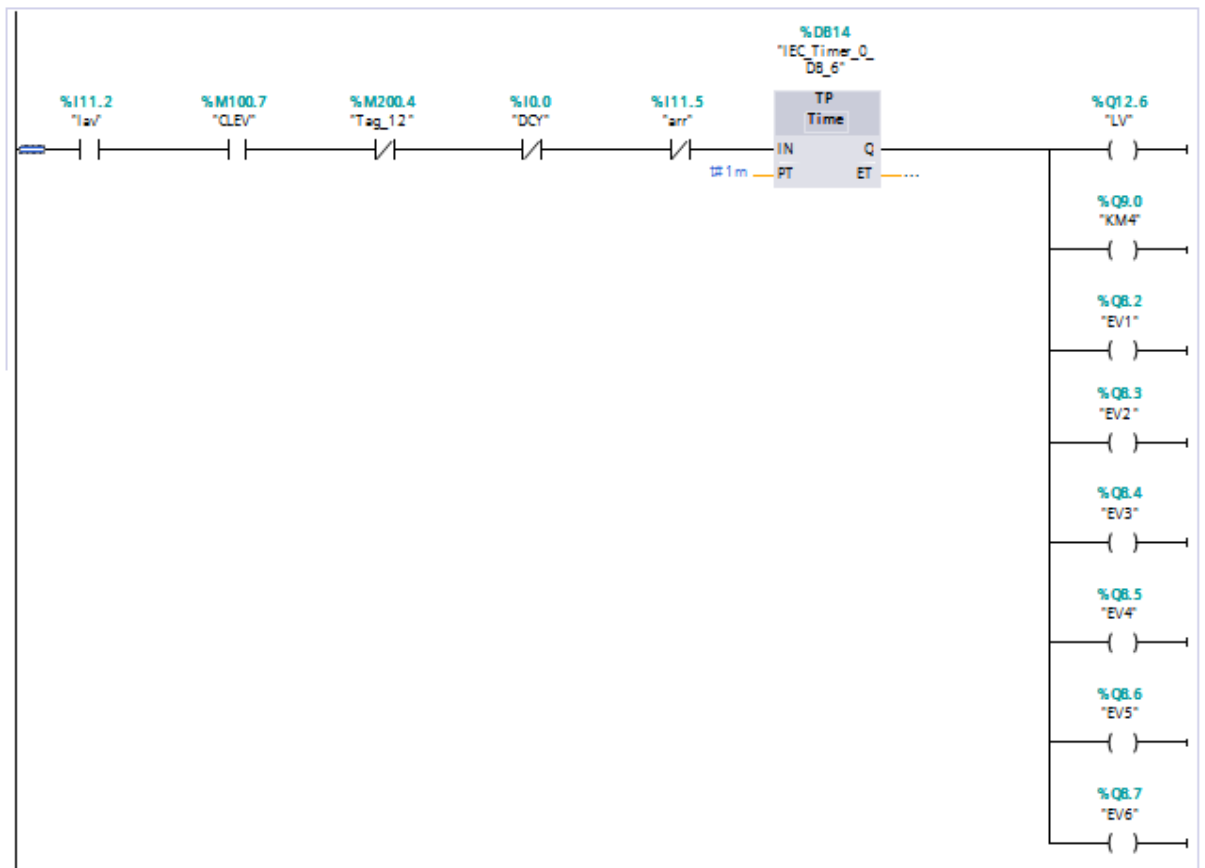 %DB14
"IEC_Timer_0_
DB_6"
%I11.2
"lav"
%M100.7
"CLEV"
%M200.4
"Tag_12"
%I0.0
"DCY"
%I11.5
"arr"
TP
Time
%Q12.6
"LV"
IN
Q
t#1m
PT
ET
...
%Q9.0
"KM4"
%Q8.2
"EV1"
%Q8.3
"EV2"
%Q8.4
"EV3"
%Q8.5
"EV4"
%Q8.6
"EV5"
%Q8.7
"EV6"